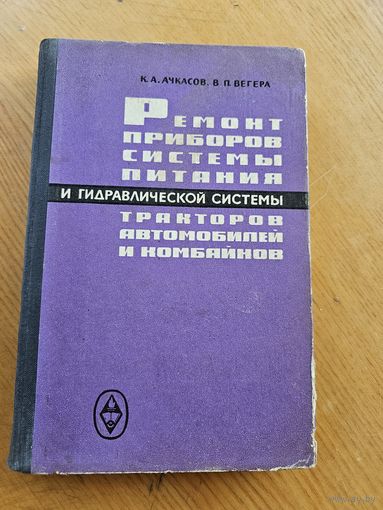 К. А. АЧКАСОВ, В. П. ВЕГЕРА
РЕМОНТ
ПРИБОРОВ
СИСТЕМЫ
ПИТАНИЯ
И ГИДРАВЛИЧЕСКОЙ СИСТЕМЫ
ТРАКТОРОВ
АВТОМОБИЛЕЙ
И КОМБАЙНОВ